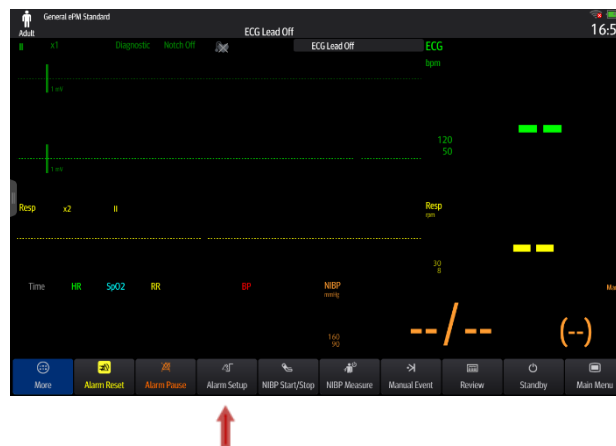 General ePM Standard
Adult
ECG Lead Off
16:5
II x1 Diagnostic Notch Off ECG Lead Off ECG
bpm
1 mV
120
50
1 mV
Resp x2 II Resp
rpm
30
8
Time HR SpO2 RR BP NIBP
mmHg
160
90
--/-- (--)
More Alarm Reset Alarm Pause Alarm Setup NIBP Start/Stop NIBP Measure Manual Event Review Standby Main Menu